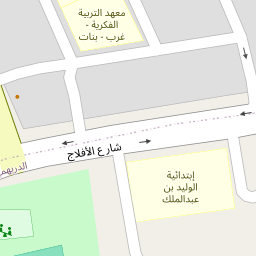 معهد التربية
الفكرية -
غرب - بنات
شارع الأفلاج
إبتدائية
الوليد بن
عبدالملك